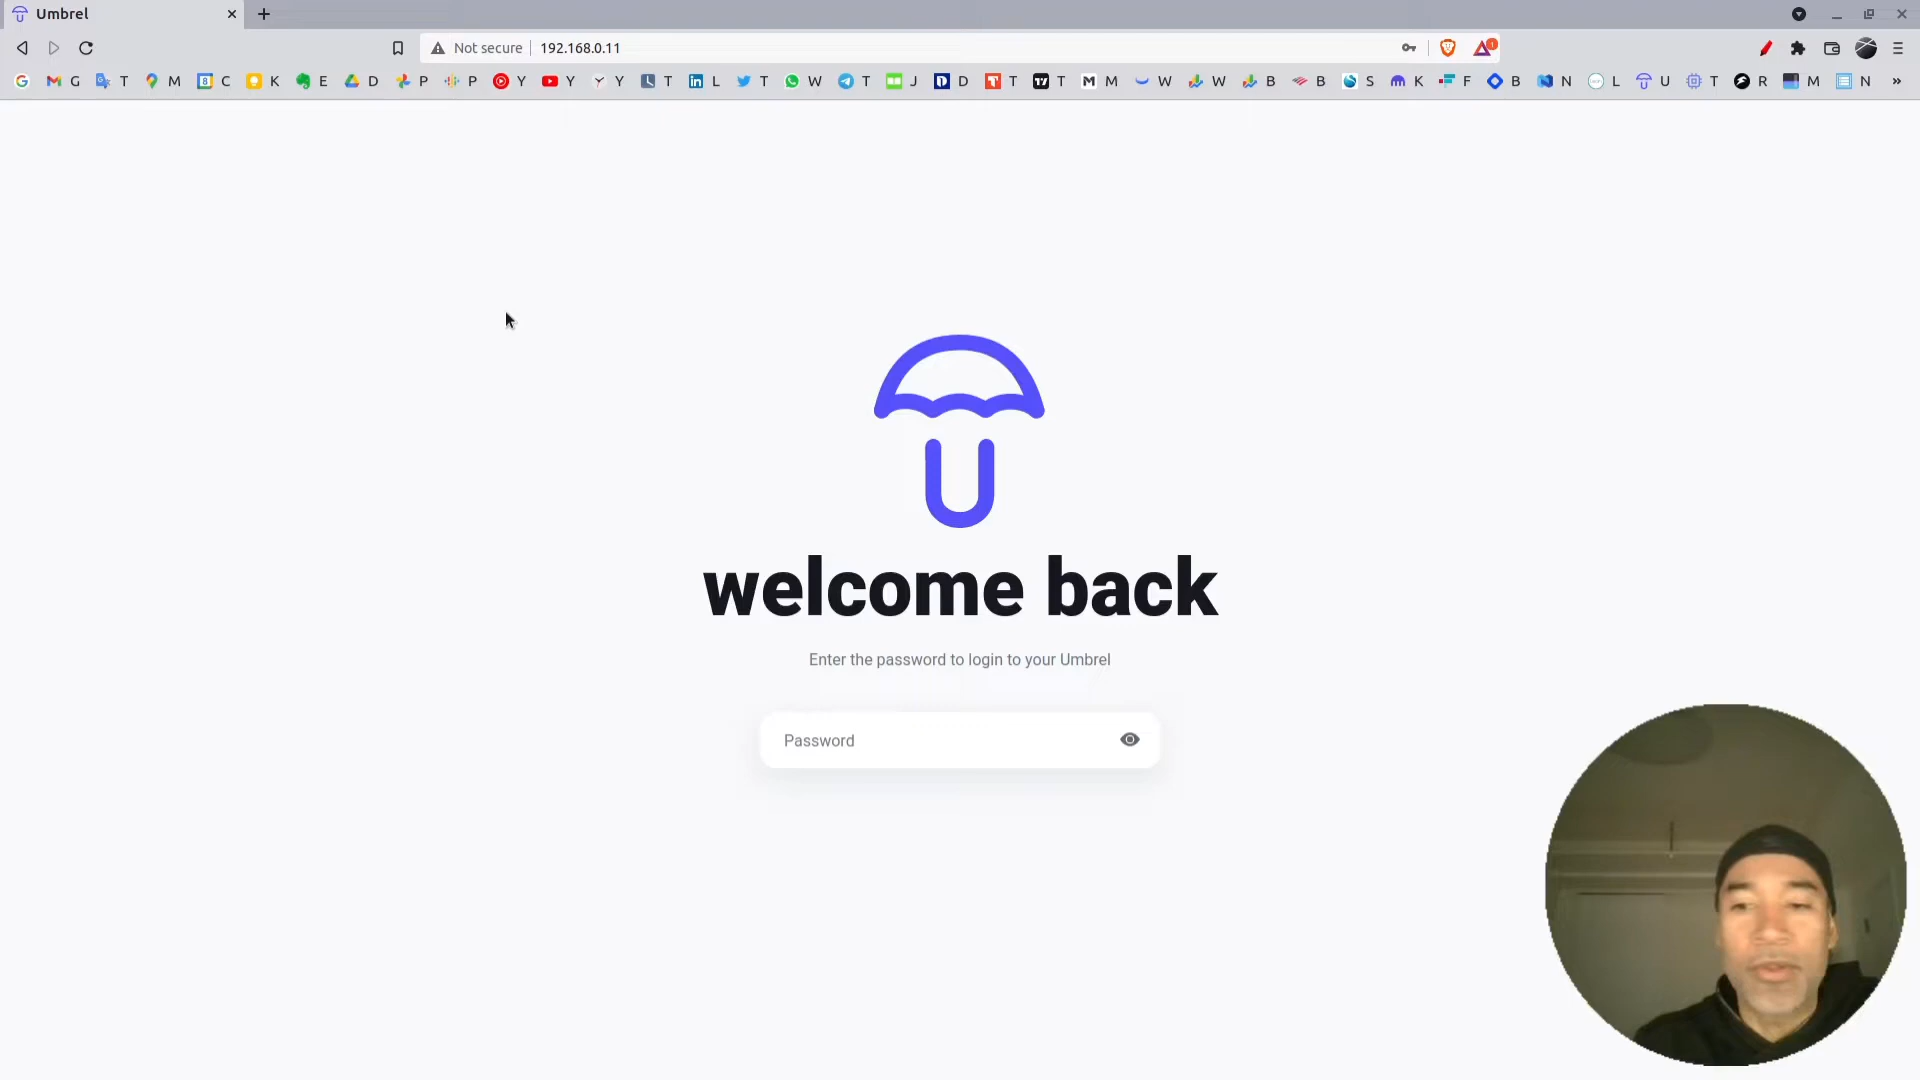 Umbrel
Not secure 192.168.0.11
G G T M C K E D P P Y Y Y T L T W T J D T T M W W B B S K F B N L U T R M N »
welcome back
Enter the password to login to your Umbrel
Password